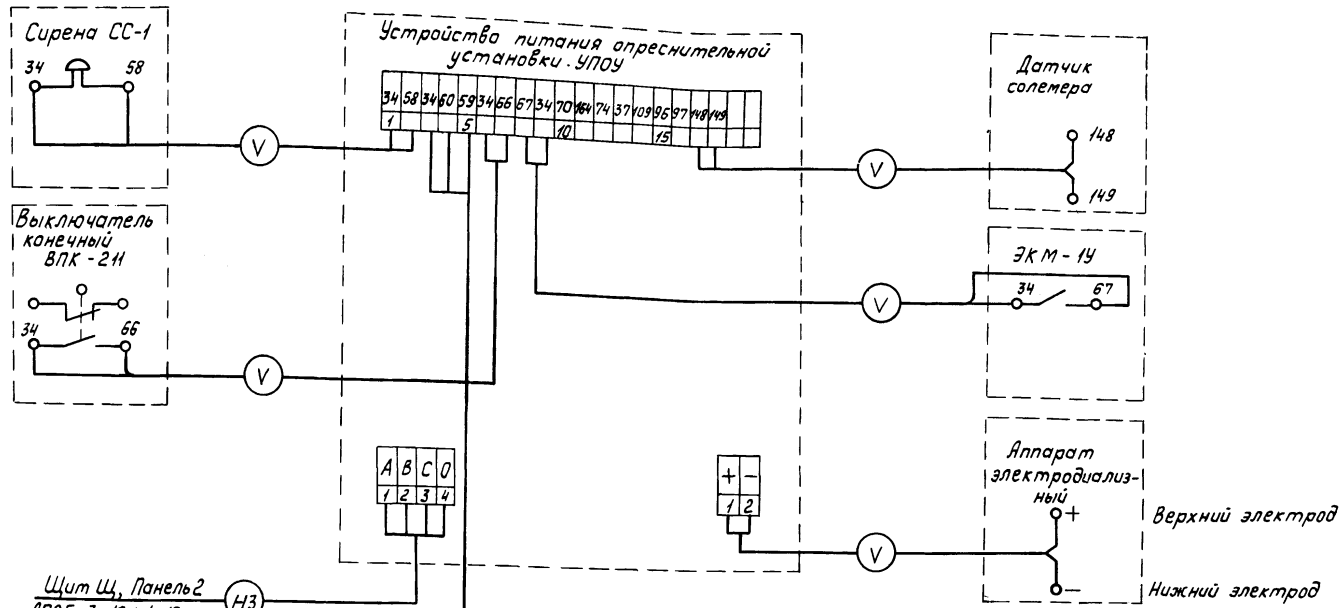 Сирена СС-1
34
58
V
Выключатель
конечный
ВПК-211
34
66
V
Устройство питания опреснительной
установки. УПОУ
34 58 34 60 59 34 66 67 34 70 164 74 37 109 96 97 148 149
1 5 10 15
А В С О
1 2 3 4
+ -
1 2
V
Датчик
солемера
148
149
V
ЭКМ-1У
34
67
V
Аппарат
электродиализ-
ный
+
Верхний электрод
-
Нижний электрод
Щит Щ, Панель 2
Н3